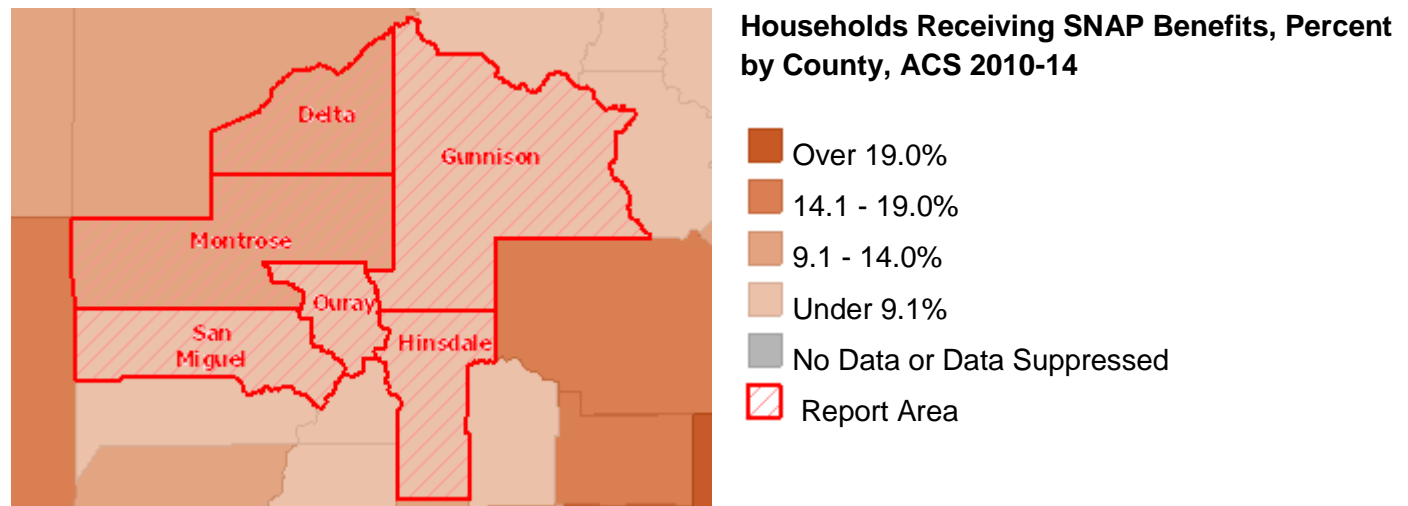 Households Receiving SNAP Benefits, Percent
by County, ACS 2010-14
Over 19.0%
14.1 - 19.0%
9.1 - 14.0%
Under 9.1%
No Data or Data Suppressed
Report Area
Delta
Gunnison
Montrose
Ouray
San
Miguel
Hinsdale